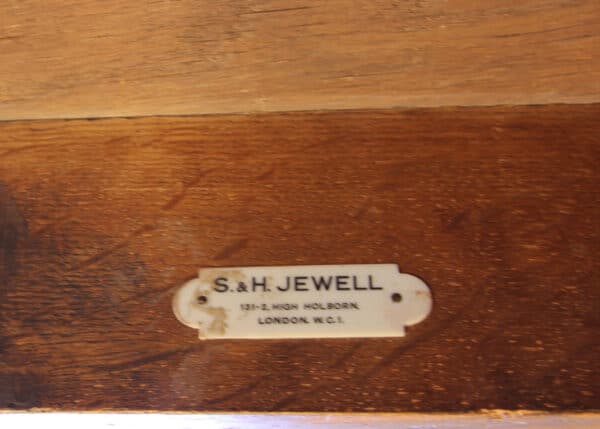 S. & H. JEWELL
131-2, HIGH HOLBORN,
LONDON. W.C.1.